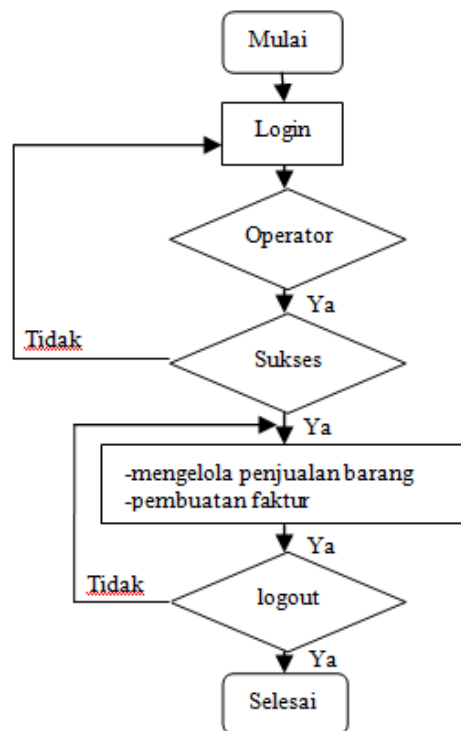 Mulai
Login
Operator
Ya
Tidak
Sukses
Ya
-mengelola penjualan barang
-pembuatan faktur
Ya
Tidak
logout
Ya
Selesai